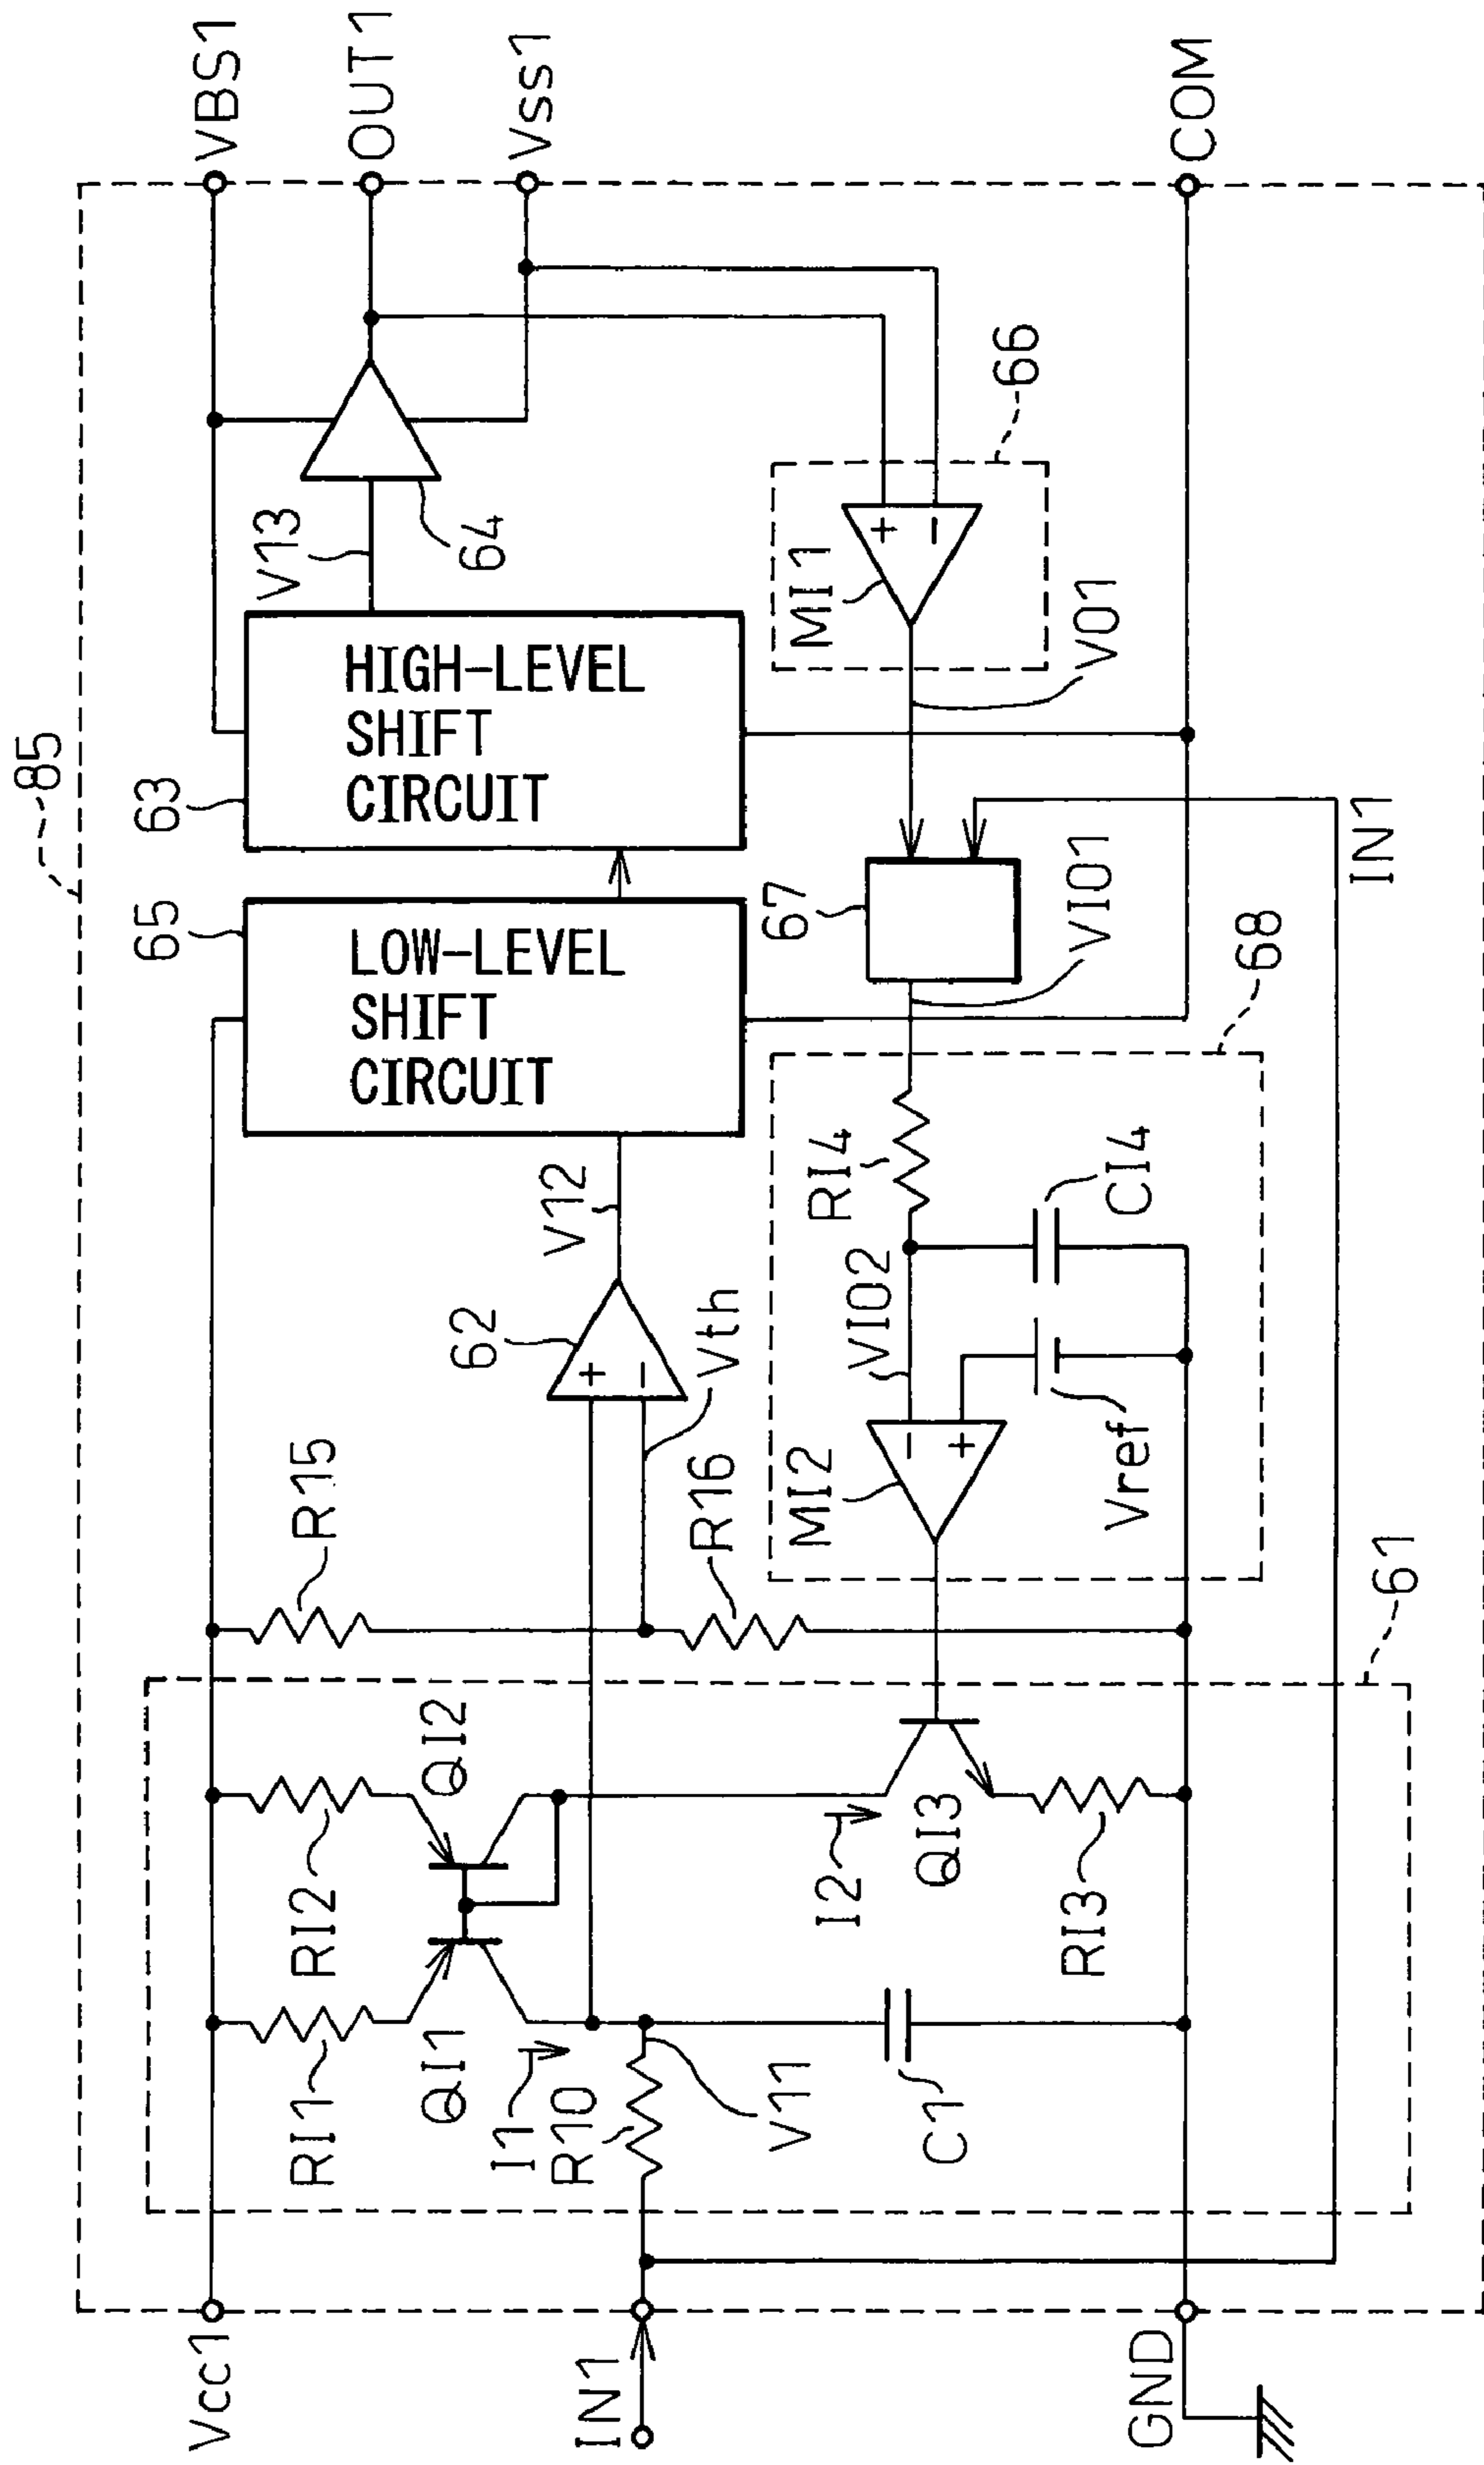 85
Vcc1
IN1
GND
VBS1
OUT1
Vss1
COM
RI1
RI2
QI1
QI2
I1
R10
V11
C1
I2
QI3
RI3
61
R15
R16
Vth
62
+
−
V12
65
LOW-LEVEL
SHIFT
CIRCUIT
63
HIGH-LEVEL
SHIFT
CIRCUIT
V13
64
MI1
+
−
66
V01
67
VI01
IN1
68
RI4
CI4
VI02
MI2
−
+
Vref